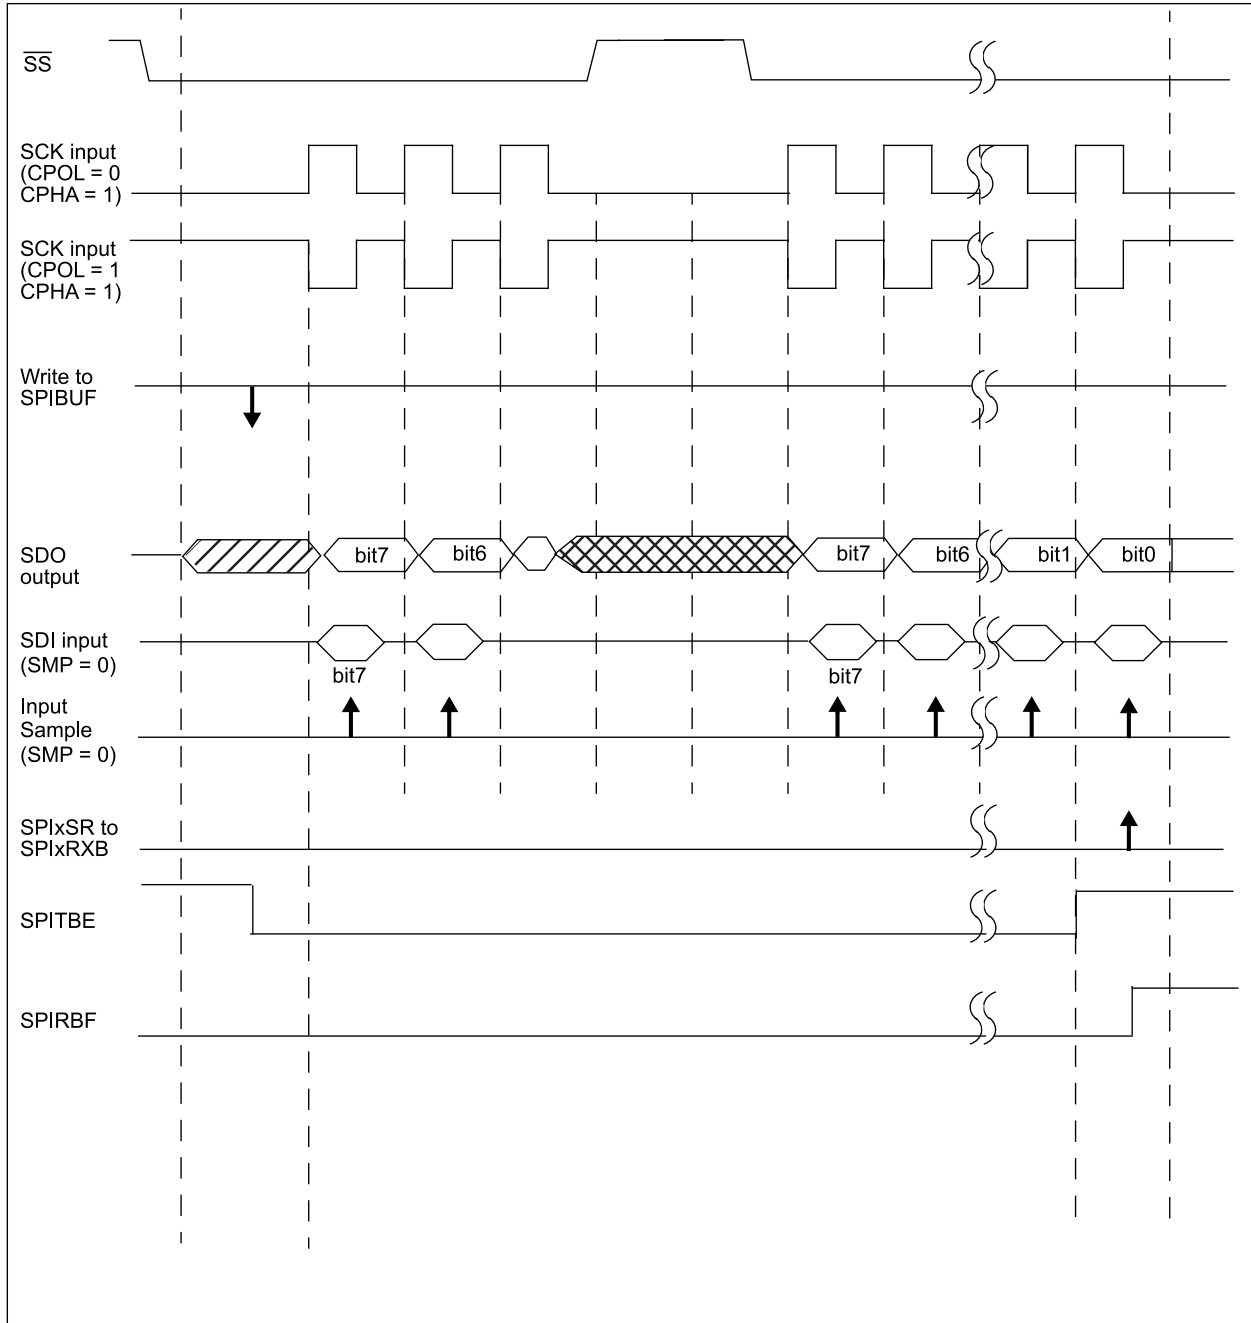 SS
SCK input
(CPOL = 0
CPHA = 1)
SCK input
(CPOL = 1
CPHA = 1)
Write to
SPIBUF
SDO
output
bit7
bit6
bit7
bit6
bit1
bit0
SDI input
(SMP = 0)
bit7
bit7
Input
Sample
(SMP = 0)
SPIxSR to
SPIxRXB
SPITBE
SPIRBF